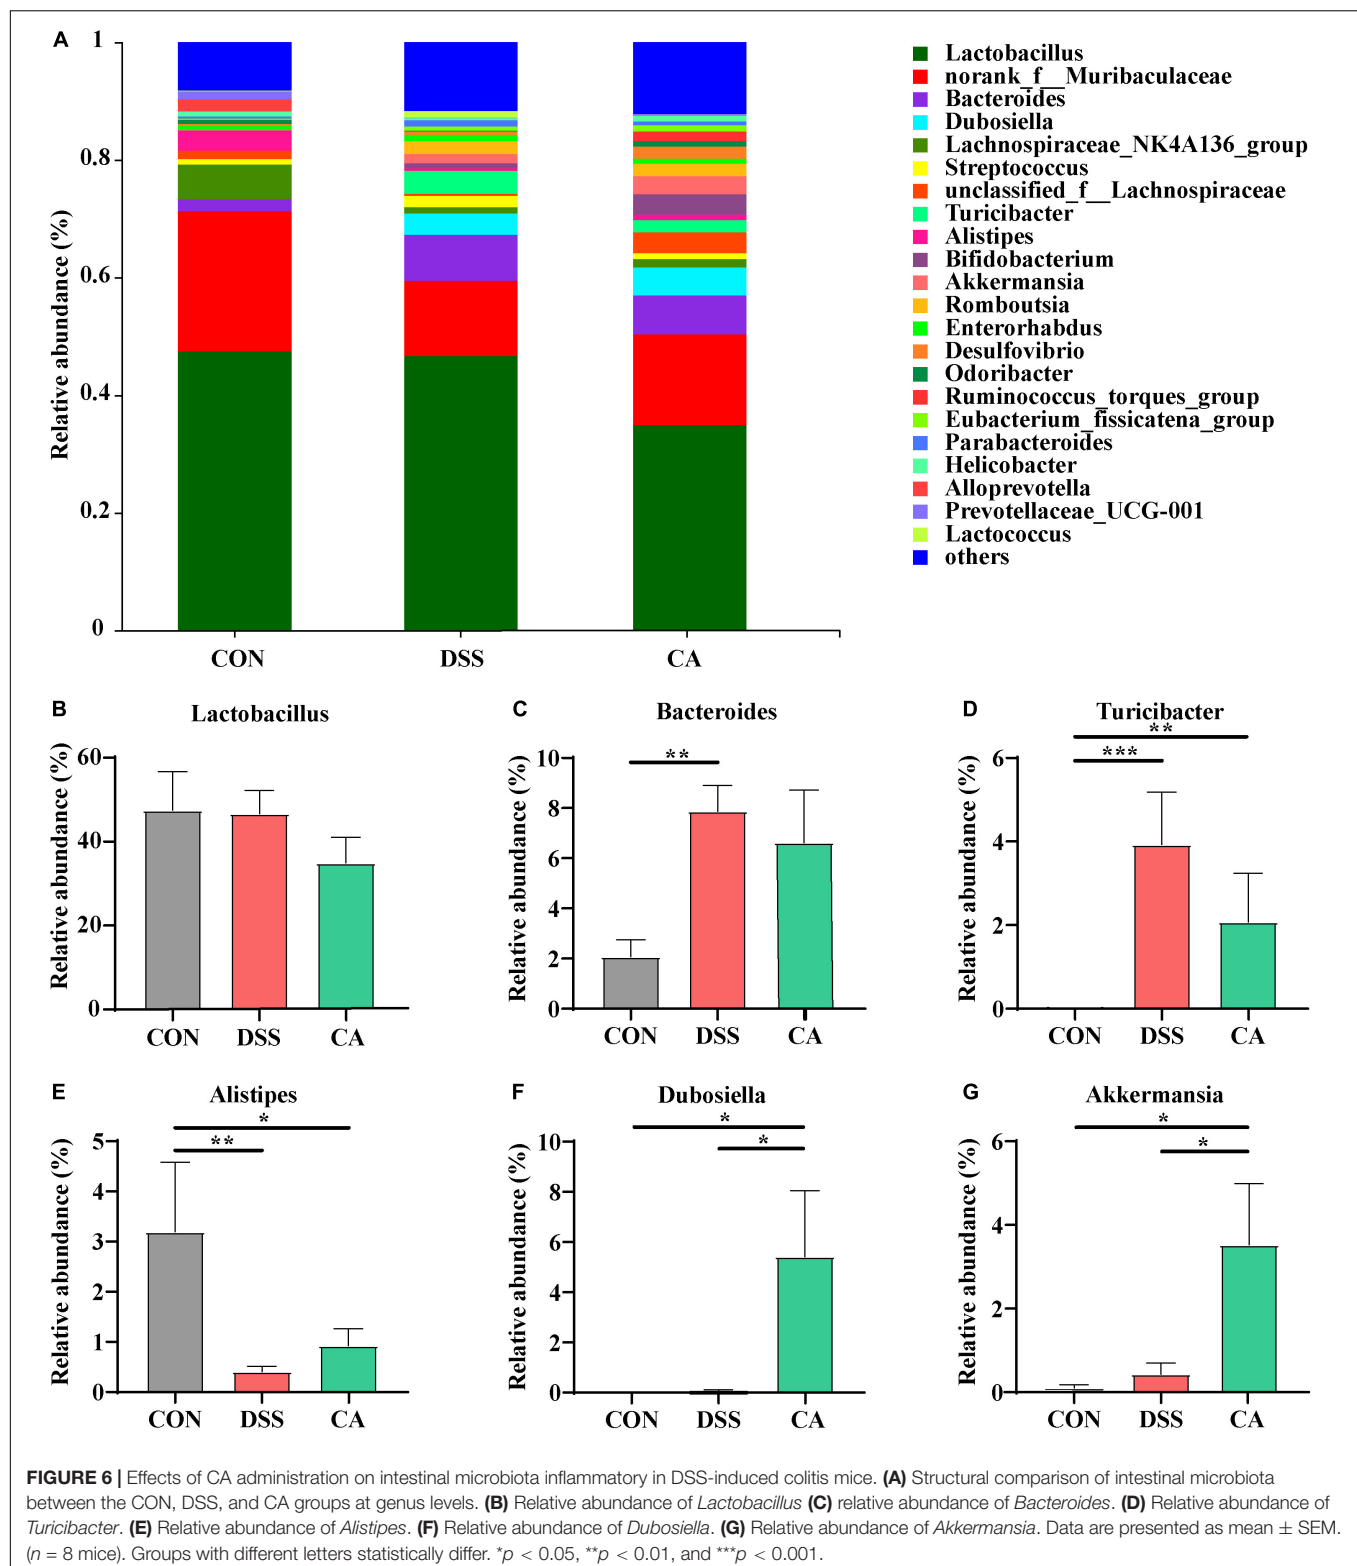 A
1
0.8
0.6
0.4
0.2
0
Relative abundance (%)
CON DSS CA
Lactobacillus
norank_f__Muribaculaceae
Bacteroides
Dubosiella
Lachnospiraceae_NK4A136_group
Streptococcus
unclassified_f__Lachnospiraceae
Turicibacter
Alistipes
Bifidobacterium
Akkermansia
Romboutsia
Enterorhabdus
Desulfovibrio
Odoribacter
Ruminococcus_torques_group
Eubacterium_fissicatena_group
Parabacteroides
Helicobacter
Alloprevotella
Prevotellaceae_UCG-001
Lactococcus
others
B
Lactobacillus
60
40
20
0
Relative abundance (%)
CON DSS CA
C
Bacteroides
**
10
8
6
4
2
0
Relative abundance (%)
CON DSS CA
D
Turicibacter
**
***
6
4
2
0
Relative abundance (%)
CON DSS CA
E
Alistipes
*
**
5
4
3
2
1
0
Relative abundance (%)
CON DSS CA
F
Dubosiella
*
*
10
8
6
4
2
0
Relative abundance (%)
CON DSS CA
G
Akkermansia
*
*
6
4
2
0
Relative abundance (%)
CON DSS CA
FIGURE 6 | Effects of CA administration on intestinal microbiota inflammatory in DSS-induced colitis mice. (A) Structural comparison of intestinal microbiota
between the CON, DSS, and CA groups at genus levels. (B) Relative abundance of Lactobacillus (C) relative abundance of Bacteroides. (D) Relative abundance of
Turicibacter. (E) Relative abundance of Alistipes. (F) Relative abundance of Dubosiella. (G) Relative abundance of Akkermansia. Data are presented as mean ± SEM.
(n = 8 mice). Groups with different letters statistically differ. *p < 0.05, **p < 0.01, and ***p < 0.001.